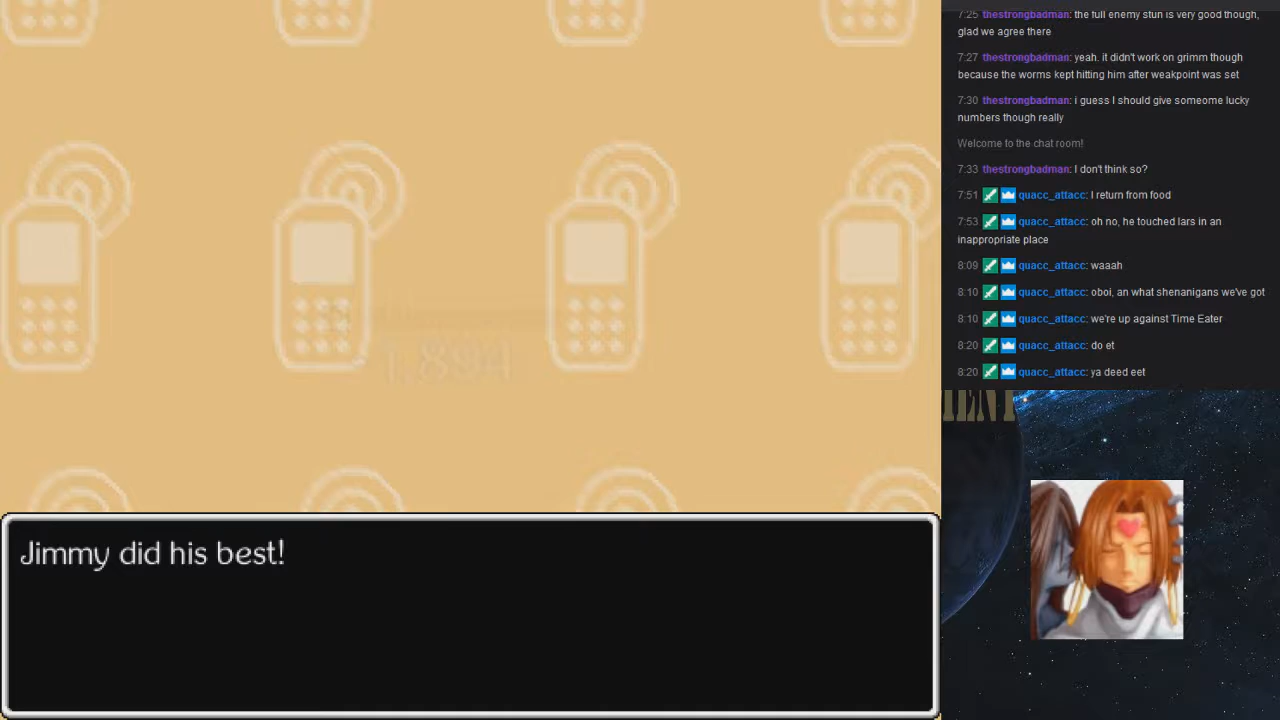 1,894
Jimmy did his best!
7:25 thestrongbadman: the full enemy stun is very good though,
glad we agree there
7:27 thestrongbadman: yeah. it didn't work on grimm though
because the worms kept hitting him after weakpoint was set
7:30 thestrongbadman: i guess I should give someome lucky
numbers though really
Welcome to the chat room!
7:33 thestrongbadman: I don't think so?
7:51 quacc_attacc: I return from food
7:53 quacc_attacc: oh no, he touched lars in an
inappropriate place
8:09 quacc_attacc: waaah
8:10 quacc_attacc: oboi, an what shenanigans we've got
8:10 quacc_attacc: we're up against Time Eater
8:20 quacc_attacc: do et
8:20 quacc_attacc: ya deed eet